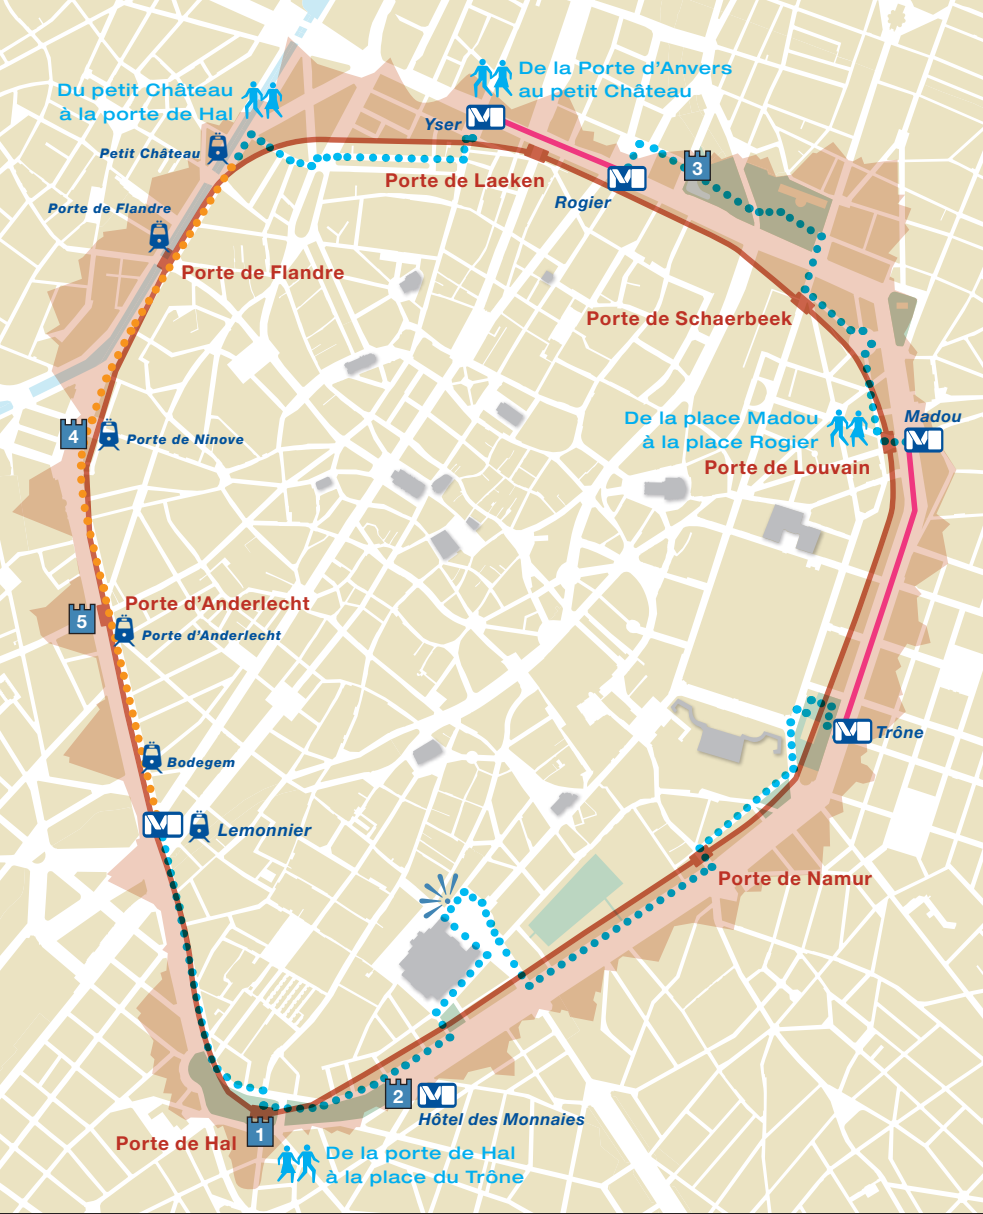 De la Porte d'Anvers
au petit Château
Du petit Château
à la porte de Hal
Yser
Petit Château
Porte de Laeken
3
Rogier
Porte de Flandre
Porte de Flandre
Porte de Schaerbeek
De la place Madou
à la place Rogier
Madou
4
Porte de Ninove
Porte de Louvain
Porte d'Anderlecht
5
Porte d'Anderlecht
Trône
Bodegem
Lemonnier
Porte de Namur
2
Hôtel des Monnaies
Porte de Hal
1
De la porte de Hal
à la place du Trône